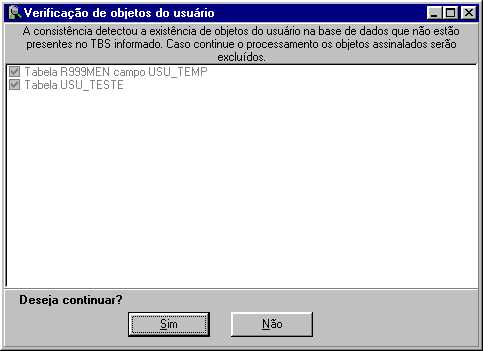 Verificação de objetos do usuário
A consistência detectou a existência de objetos do usuário na base de dados que não estão
presentes no TBS informado. Caso continue o processamento os objetos assinalados serão
excluídos.
Tabela R999MEN campo USU_TEMP
Tabela USU_TESTE
Deseja continuar?
Sim
Não